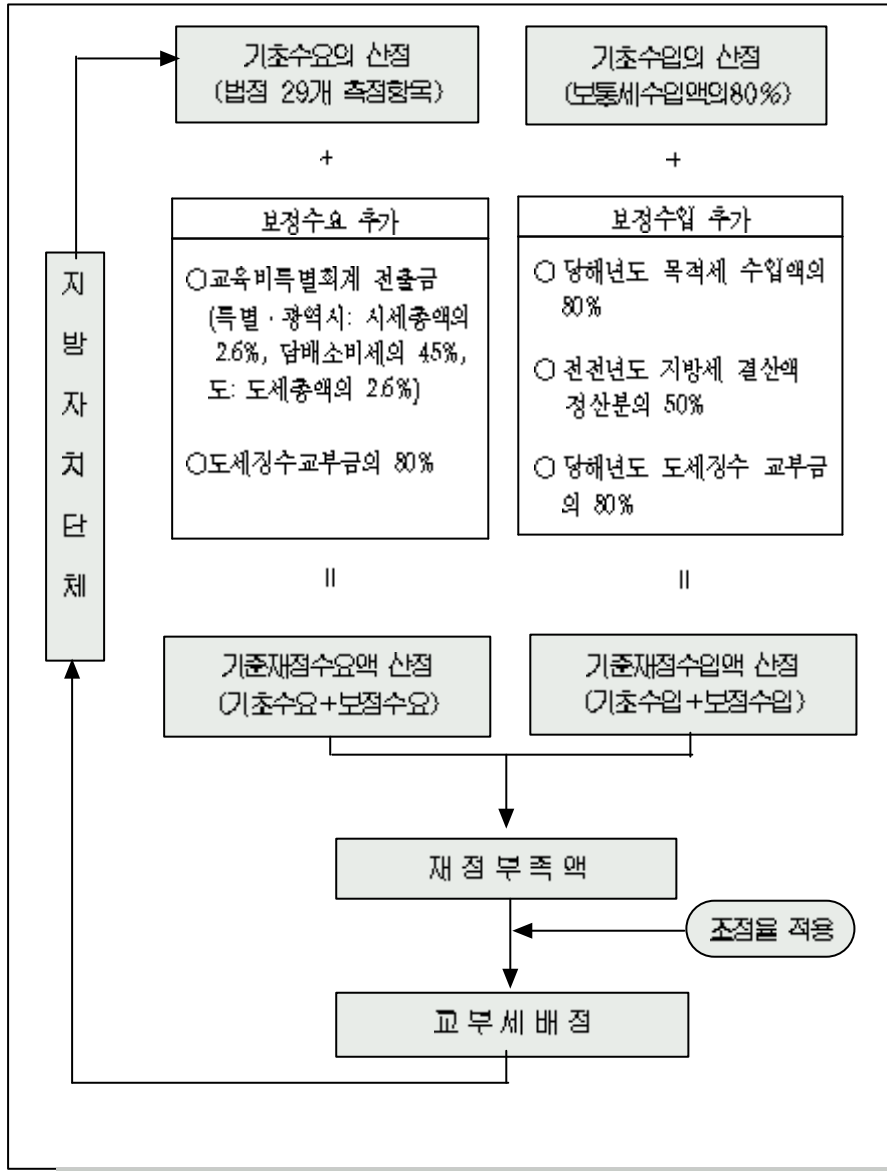 기초수요의 산정
(법정 29개 측정항목)
+
보정수요 추가
○교육비특별회계 전출금
(특별·광역시: 시세총액의
2.6%, 담배소비세의 45%,
도: 도세총액의 2.6%)
○도세징수교부금의 80%
||
기준재정수요액 산정
(기초수요+보정수요)
기초수입의 산정
(보통세수입액의80%)
+
보정수입 추가
○ 당해년도 목적세 수입액의
80%
○ 전전년도 지방세 결산액
정산분의 50%
○ 당해년도 도세징수 교부금
의 80%
||
기준재정수입액 산정
(기초수입+보정수입)
지방자치단체
재 정 부 족 액
조정율 적용
교 부 세 배 정